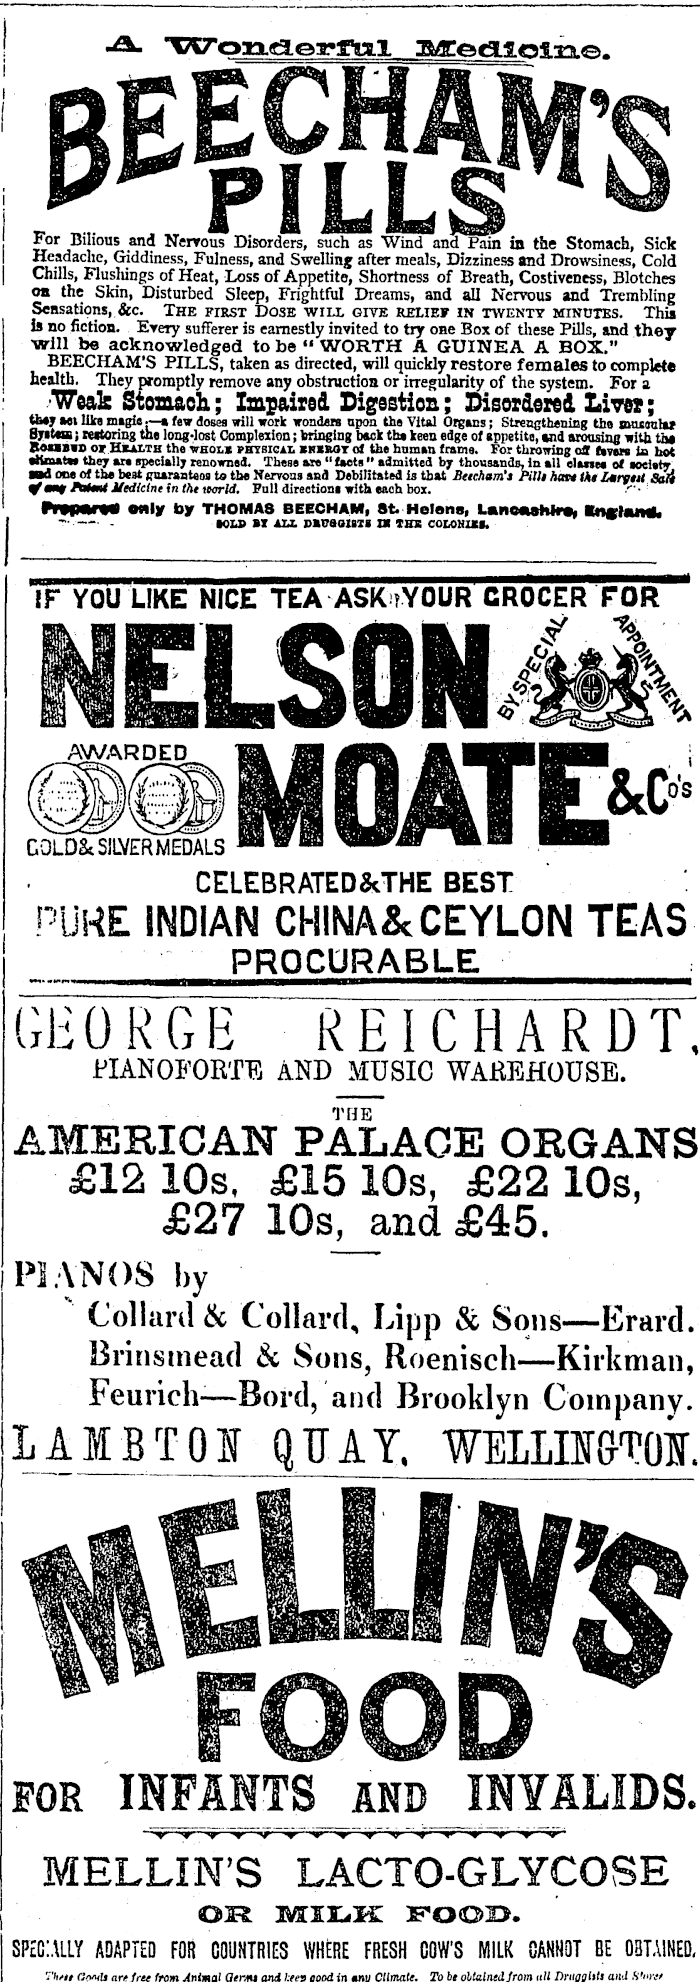 A Wonderful Medicine.
BEECHAM'S
PILLS
For Bilious and Nervous Disorders, such as Wind and Pain in the Stomach, Sick
Headache, Giddiness, Fulness, and Swelling after meals, Dizziness and Drowsiness, Cold
Chills, Flushings of Heat, Loss of Appetite, Shortness of Breath, Costiveness, Blotches
on the Skin, Disturbed Sleep, Frightful Dreams, and all Nervous and Trembling
Sensations, &c. THE FIRST DOSE WILL GIVE RELIEF IN TWENTY MINUTES. This
is no fiction. Every sufferer is earnestly invited to try one Box of these Pills, and they
will be acknowledged to be "WORTH A GUINEA A BOX."
BEECHAM'S PILLS, taken as directed, will quickly restore females to complete
health. They promptly remove any obstruction or irregularity of the system. For a
Weak Stomach; Impaired Digestion; Disordered Liver;
they act like magic:—a few doses will work wonders upon the Vital Organs; Strengthening the muscular
System; restoring the long-lost Complexion; bringing back the keen edge of appetite, and arousing with the
ROSEBUD OF HEALTH the WHOLE PHYSICAL ENERGY of the human frame. For throwing off fevers in hot
climates they are specially renowned. These are "facts" admitted by thousands, in all classes of society,
and one of the best guarantees to the Nervous and Debilitated is that Beecham's Pills have the Largest Sale
of any Patent Medicine in the world. Full directions with each box.
Prepared only by THOMAS BEECHAM, St. Helens, Lancashire, England.
SOLD BY ALL DRUGGISTS IN THE COLONIES.
IF YOU LIKE NICE TEA ASK YOUR GROCER FOR
NELSON
BY SPECIAL APPOINTMENT
AWARDED
GOLD & SILVER MEDALS
MOATE & Co's
CELEBRATED & THE BEST
PURE INDIAN CHINA & CEYLON TEAS
PROCURABLE
GEORGE REICHARDT,
PIANOFORTE AND MUSIC WAREHOUSE.
THE
AMERICAN PALACE ORGANS
£12 10s, £15 10s, £22 10s,
£27 10s, and £45.
PIANOS by
Collard & Collard, Lipp & Sons—Erard.
Brinsmead & Sons, Roenisch—Kirkman,
Feurich—Bord, and Brooklyn Company.
LAMBTON QUAY, WELLINGTON.
MELLIN'S
FOOD
FOR INFANTS AND INVALIDS.
MELLIN'S LACTO-GLYCOSE
OR MILK FOOD.
SPECIALLY ADAPTED FOR COUNTRIES WHERE FRESH COW'S MILK CANNOT BE OBTAINED.
These Goods are free from Animal Germs and keep good in any Climate. To be obtained from all Druggists and Stores